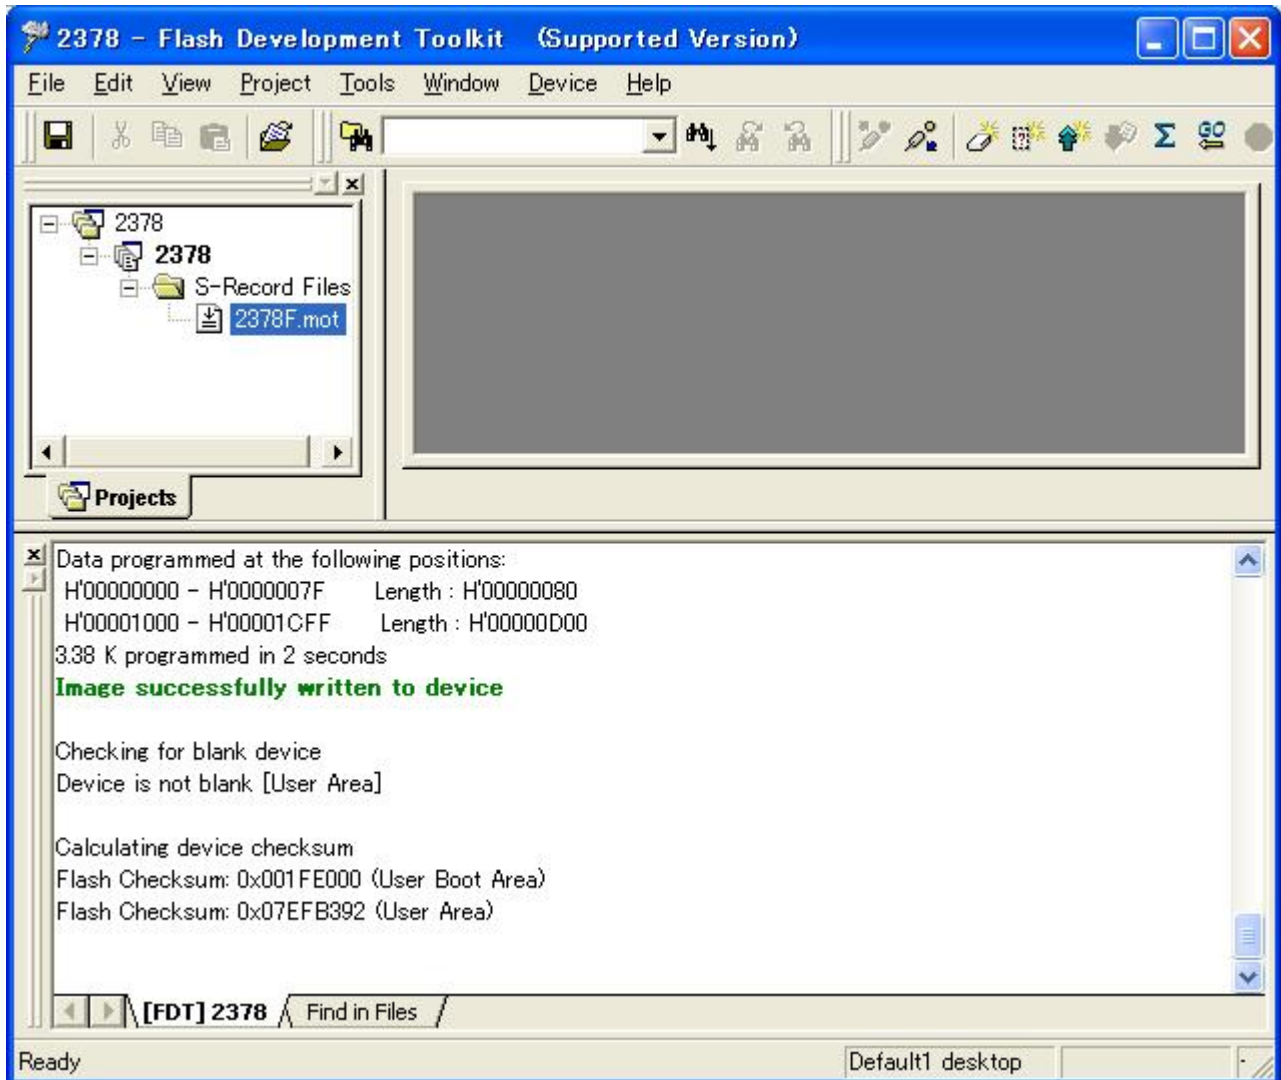 2378 - Flash Development Toolkit (Supported Version)
File Edit View Project Tools Window Device Help
GO
2378
2378
S-Record Files
2378F.mot
Projects
Data programmed at the following positions:
H'00000000 - H'0000007F Length : H'00000080
H'00001000 - H'00001CFF Length : H'00000D00
3.38 K programmed in 2 seconds
Image successfully written to device
Checking for blank device
Device is not blank [User Area]
Calculating device checksum
Flash Checksum: 0x001FE000 (User Boot Area)
Flash Checksum: 0x07EFB392 (User Area)
[FDT] 2378 Find in Files
Ready Default1 desktop